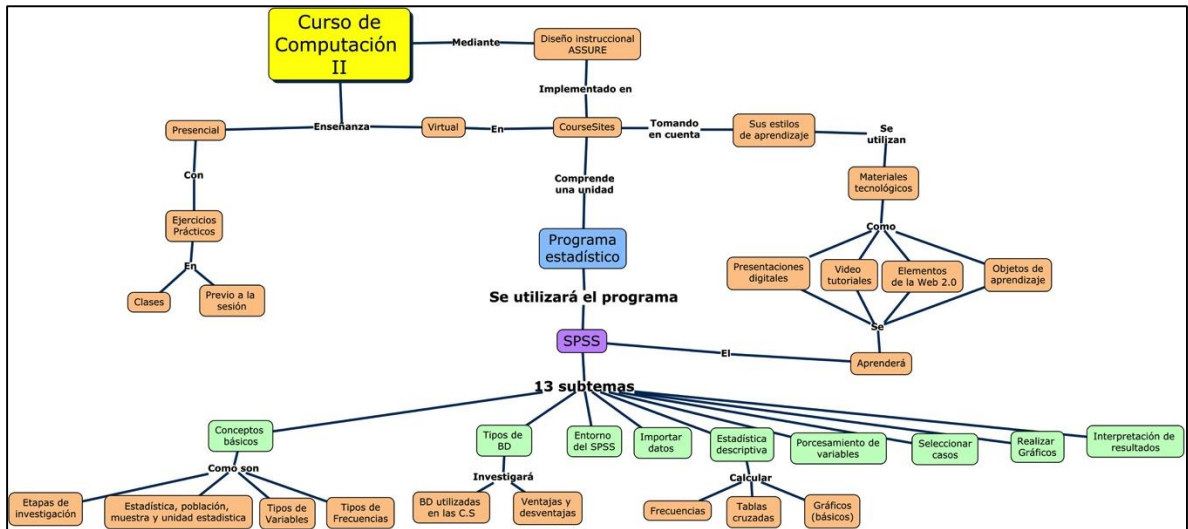 Curso de
Computación
II
Mediante
Diseño instruccional
ASSURE
Implementado en
Presencial
Enseñanza
Virtual
En
CourseSites
Tomando
en cuenta
Sus estilos
de aprendizaje
Se
utilizan
Con
Comprende
una unidad
Materiales
tecnológicos
Ejercicios
Prácticos
Como
Programa
estadístico
En
Presentaciones
digitales
Video
tutoriales
Elementos
de la Web 2.0
Objetos de
aprendizaje
Clases
Previo a la
sesión
Se utilizará el programa
Se
SPSS
El
Aprenderá
13 subtemas
Conceptos
básicos
Tipos de
BD
Entorno
del SPSS
Importar
datos
Estadística
descriptiva
Porcesamiento de
variables
Seleccionar
casos
Realizar
Gráficos
Interpretación de
resultados
Como son
Investigará
Calcular
Etapas de
investigación
Estadística, población,
muestra y unidad estadistica
Tipos de
Variables
Tipos de
Frecuencias
BD utilizadas
en las C.S
Ventajas y
desventajas
Frecuencias
Tablas
cruzadas
Gráficos
(básicos)